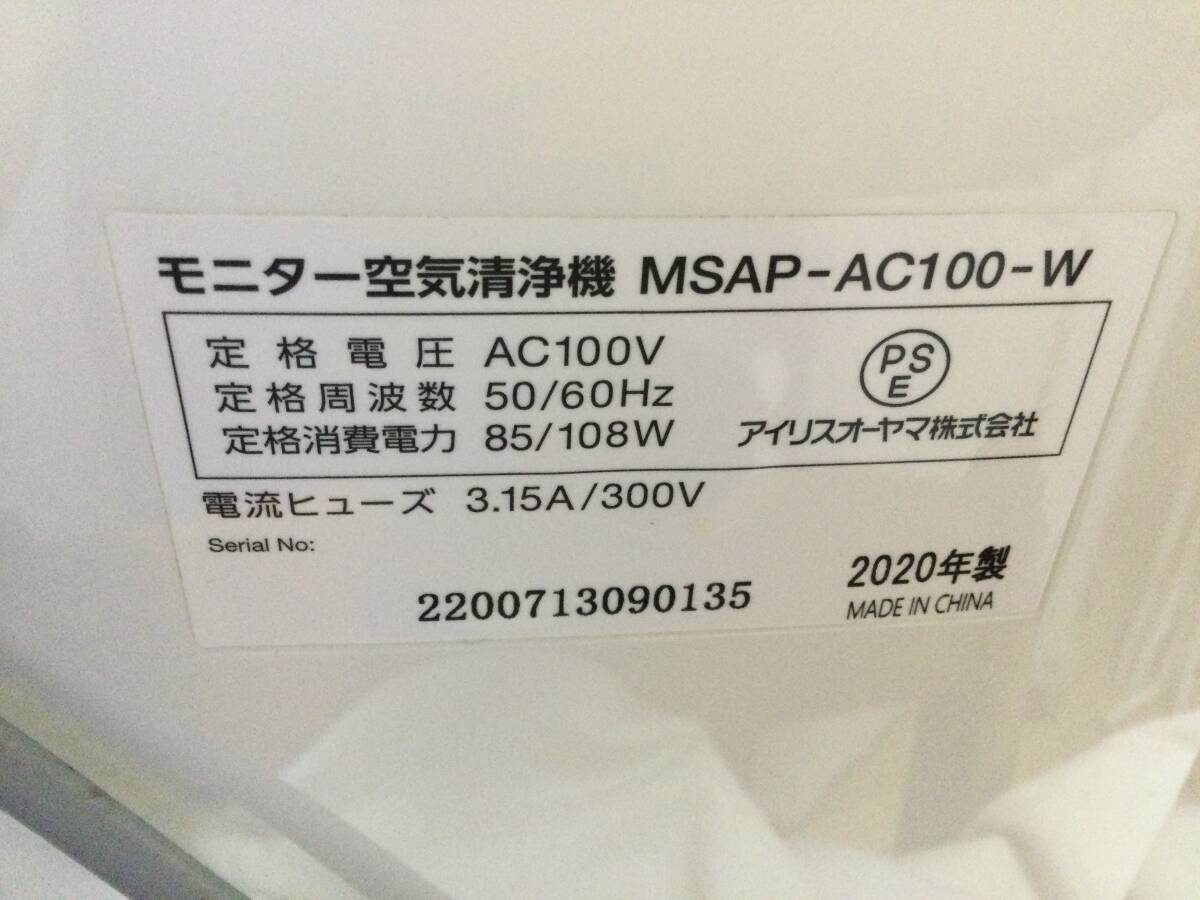 モニター空気清浄機 MSAP-AC100-W
定格電圧 AC100V
定格周波数 50/60Hz
定格消費電力 85/108W
PSE
アイリスオーヤマ株式会社
電流ヒューズ 3.15A/300V
Serial No:
2200713090135
2020年製
MADE IN CHINA